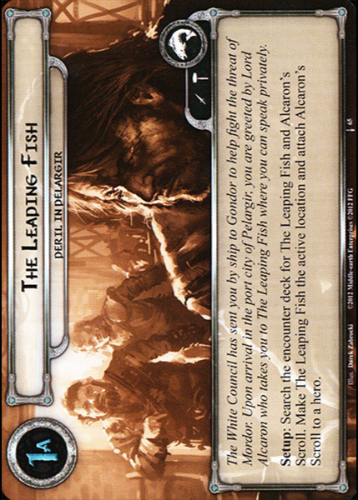 1A
THE LEAPING FISH
PERIL IN PELARGIR
The White Council has sent you by ship to Gondor to help fight the threat of
Mordor. Upon arrival in the port city of Pelargir, you are greeted by Lord
Alcaron who takes you to The Leaping Fish where you can speak privately.
Setup: Search the encounter deck for The Leaping Fish and Alcaron's
Scroll. Make The Leaping Fish the active location and attach Alcaron's
Scroll to a hero.
Illus. Darek Zabrocki ©2012 Middle-earth Enterprises ©2012 FFG 65